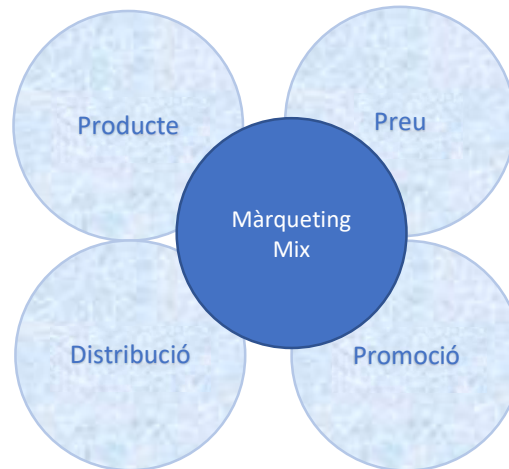 Producte
Preu
Màrqueting
Mix
Distribució
Promoció